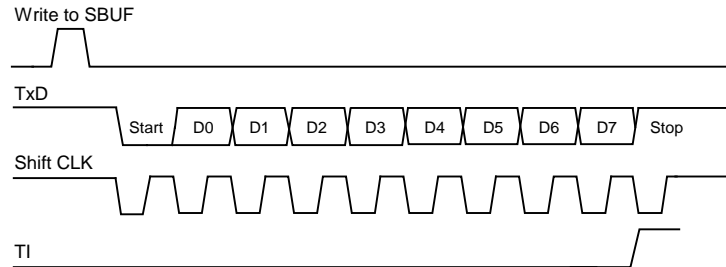 Write to SBUF
TxD
Start D0 D1 D2 D3 D4 D5 D6 D7 Stop
Shift CLK
TI